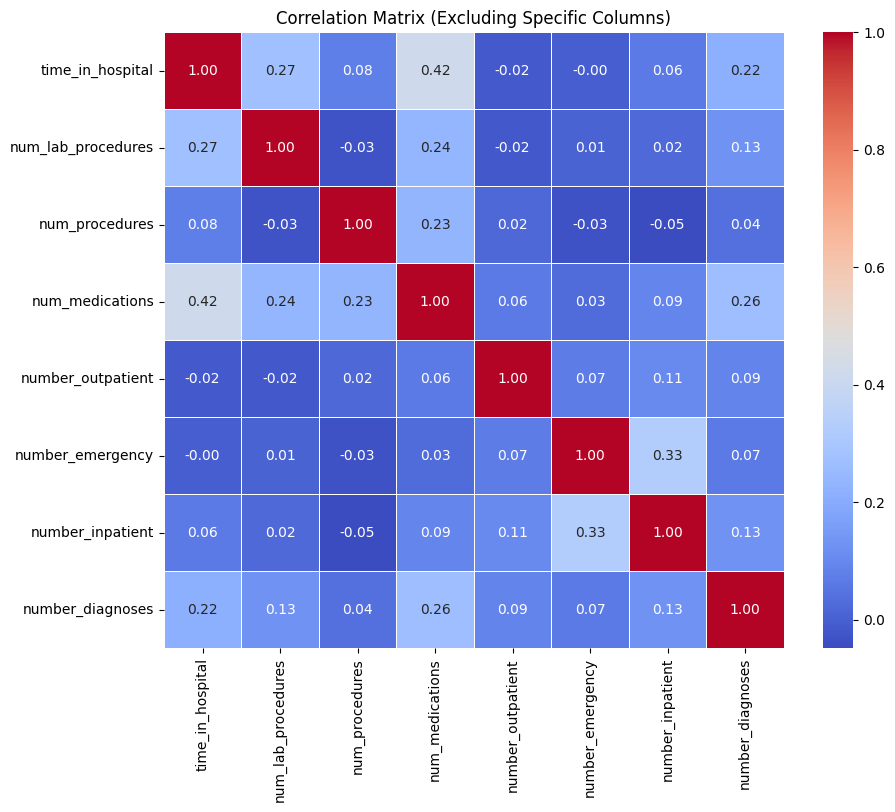 Correlation Matrix (Excluding Specific Columns)
time_in_hospital 1.00 0.27 0.08 0.42 -0.02 -0.00 0.06 0.22
num_lab_procedures 0.27 1.00 -0.03 0.24 -0.02 0.01 0.02 0.13
num_procedures 0.08 -0.03 1.00 0.23 0.02 -0.03 -0.05 0.04
num_medications 0.42 0.24 0.23 1.00 0.06 0.03 0.09 0.26
number_outpatient -0.02 -0.02 0.02 0.06 1.00 0.07 0.11 0.09
number_emergency -0.00 0.01 -0.03 0.03 0.07 1.00 0.33 0.07
number_inpatient 0.06 0.02 -0.05 0.09 0.11 0.33 1.00 0.13
number_diagnoses 0.22 0.13 0.04 0.26 0.09 0.07 0.13 1.00
time_in_hospital
num_lab_procedures
num_procedures
num_medications
number_outpatient
number_emergency
number_inpatient
number_diagnoses
1.0
0.8
0.6
0.4
0.2
0.0